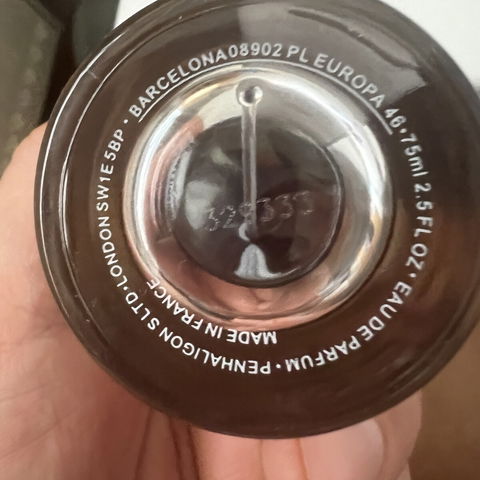 PENHALIGON'S LTD • LONDON SW1E 5BP • BARCELONA 08902 PL EUROPA 46 • 75ml 2.5 FL.OZ • EAU DE PARFUM •
MADE IN FRANCE